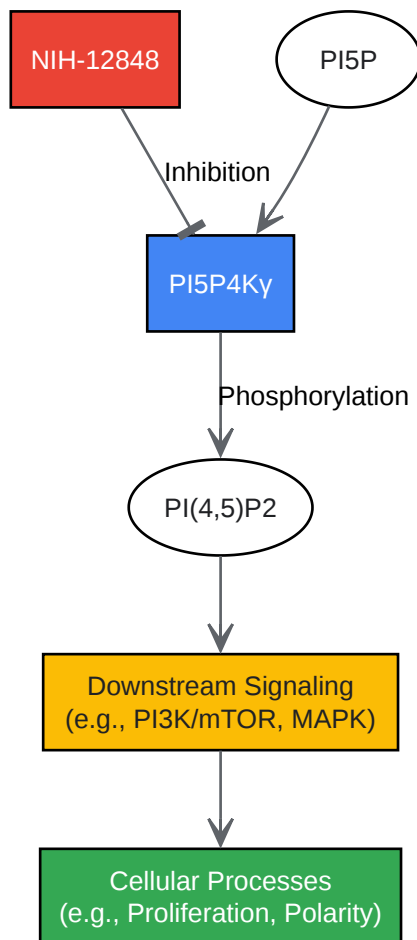 NIH-12848
PI5P
Inhibition
PI5P4Kγ
Phosphorylation
PI(4,5)P2
Downstream Signaling
(e.g., PI3K/mTOR, MAPK)
Cellular Processes
(e.g., Proliferation, Polarity)